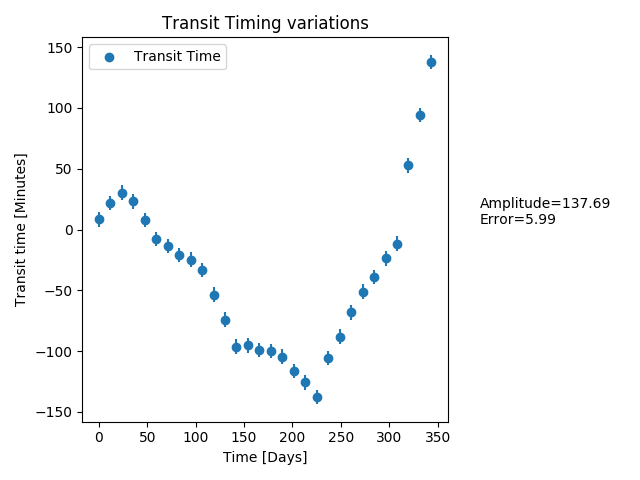 Transit Timing variations
Transit Time
Transit time [Minutes]
150
100
50
0
−50
−100
−150
0 50 100 150 200 250 300 350
Time [Days]
Amplitude=137.69
Error=5.99